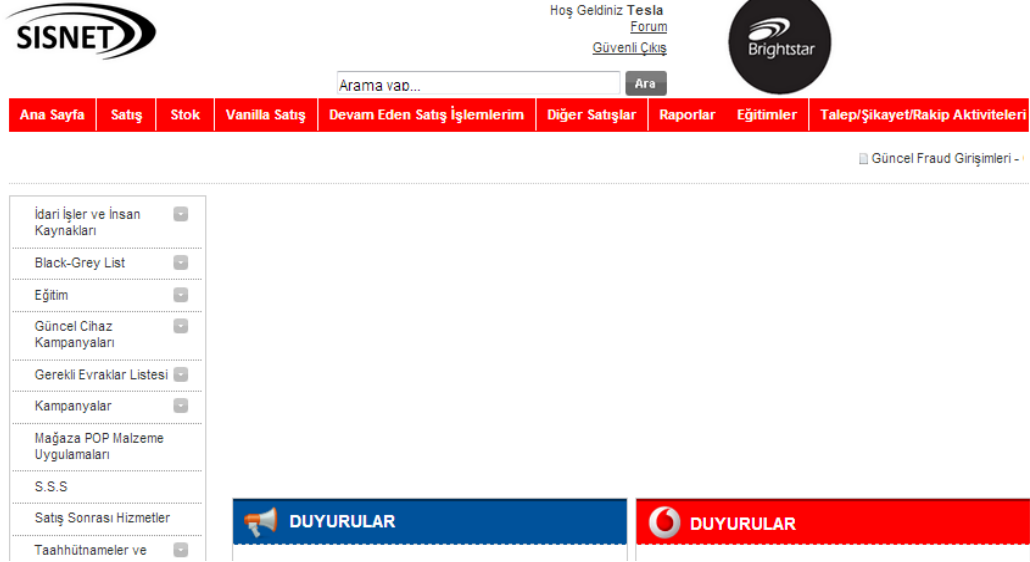 SISNET
Hoş Geldiniz Tesla
Forum
Güvenli Çıkış
Brightstar
Arama yap...
Ara
Ana Sayfa Satış Stok Vanilla Satış Devam Eden Satış İşlemlerim Diğer Satışlar Raporlar Eğitimler Talep/Şikayet/Rakip Aktiviteleri
Güncel Fraud Girişimleri -
İdari İşler ve İnsan
Kaynakları
Black-Grey List
Eğitim
Güncel Cihaz
Kampanyaları
Gerekli Evraklar Listesi
Kampanyalar
Mağaza POP Malzeme
Uygulamaları
S.S.S
Satış Sonrası Hizmetler
Taahhütnameler ve
DUYURULAR
DUYURULAR